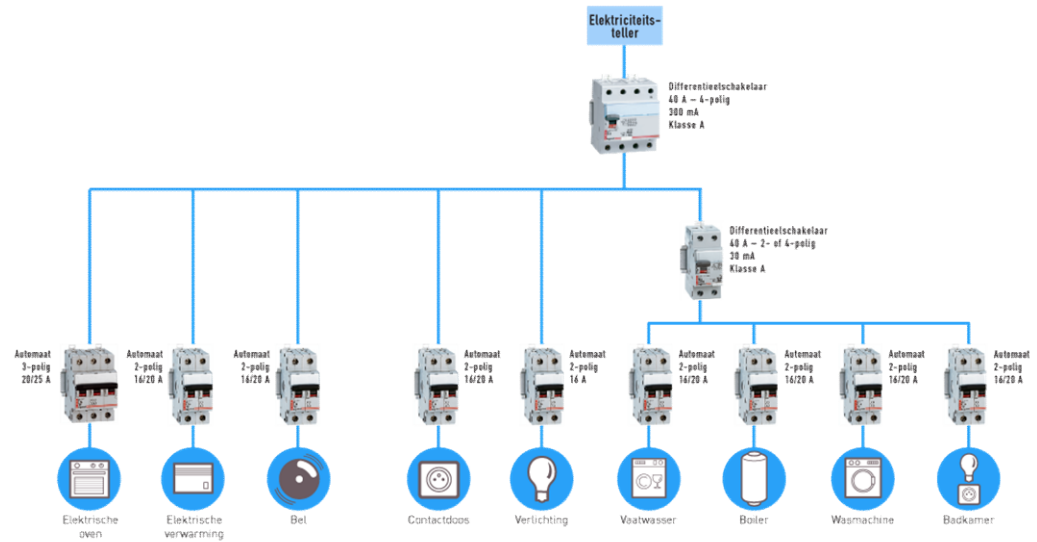 Elektriciteits-
teller
Differentieelschakelaar
40 A – 4-polig
300 mA
Klasse A
Differentieelschakelaar
40 A – 2- of 4-polig
30 mA
Klasse A
Automaat
3-polig
20/25 A
Automaat
2-polig
16/20 A
Automaat
2-polig
16/20 A
Automaat
2-polig
16/20 A
Automaat
2-polig
16 A
Automaat
2-polig
16/20 A
Automaat
2-polig
16/20 A
Automaat
2-polig
16/20 A
Automaat
2-polig
16/20 A
Elektrische
oven
Elektrische
verwarming
Bel
Contactdoos
Verlichting
Vaatwasser
Boiler
Wasmachine
Badkamer